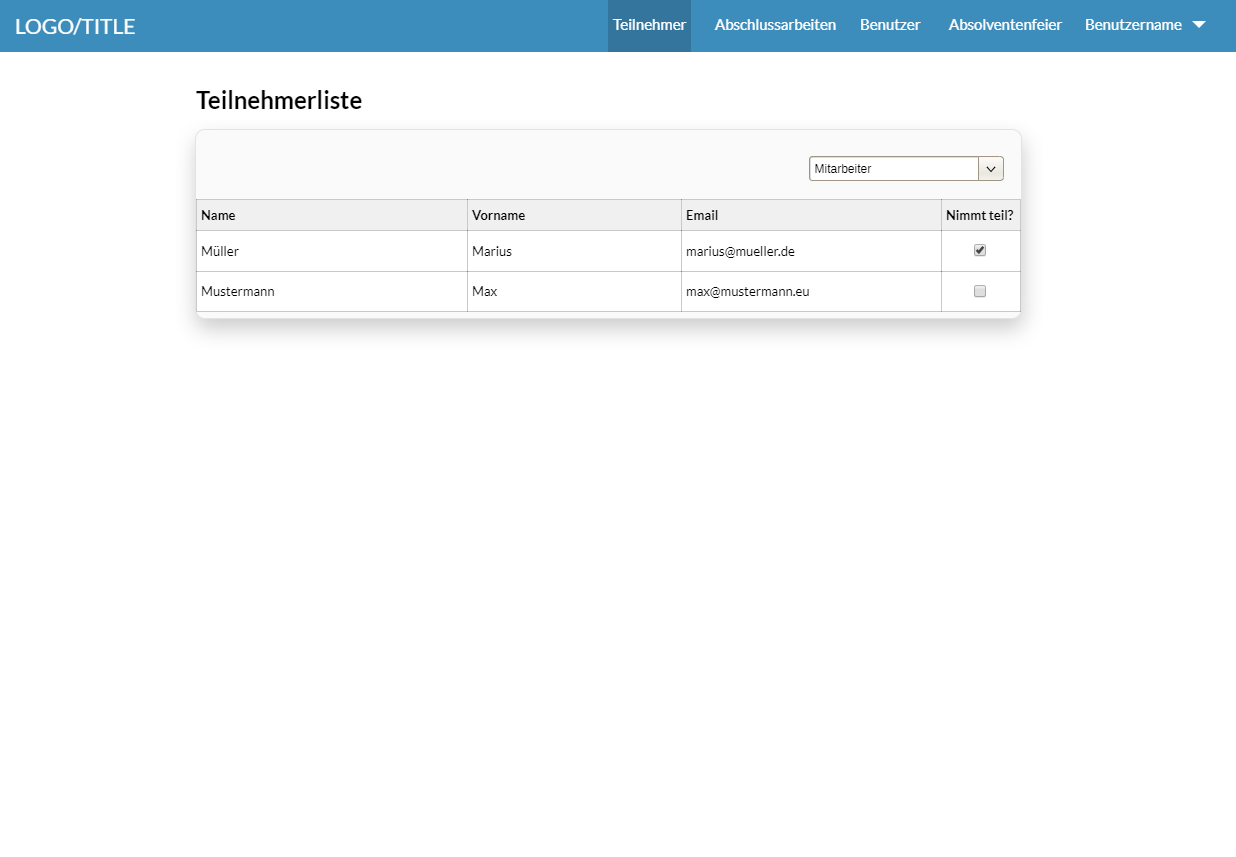 LOGO/TITLE Teilnehmer Abschlussarbeiten Benutzer Absolventenfeier Benutzername
Teilnehmerliste
Mitarbeiter
Name Vorname Email Nimmt teil?
Müller Marius marius@mueller.de
Mustermann Max max@mustermann.eu